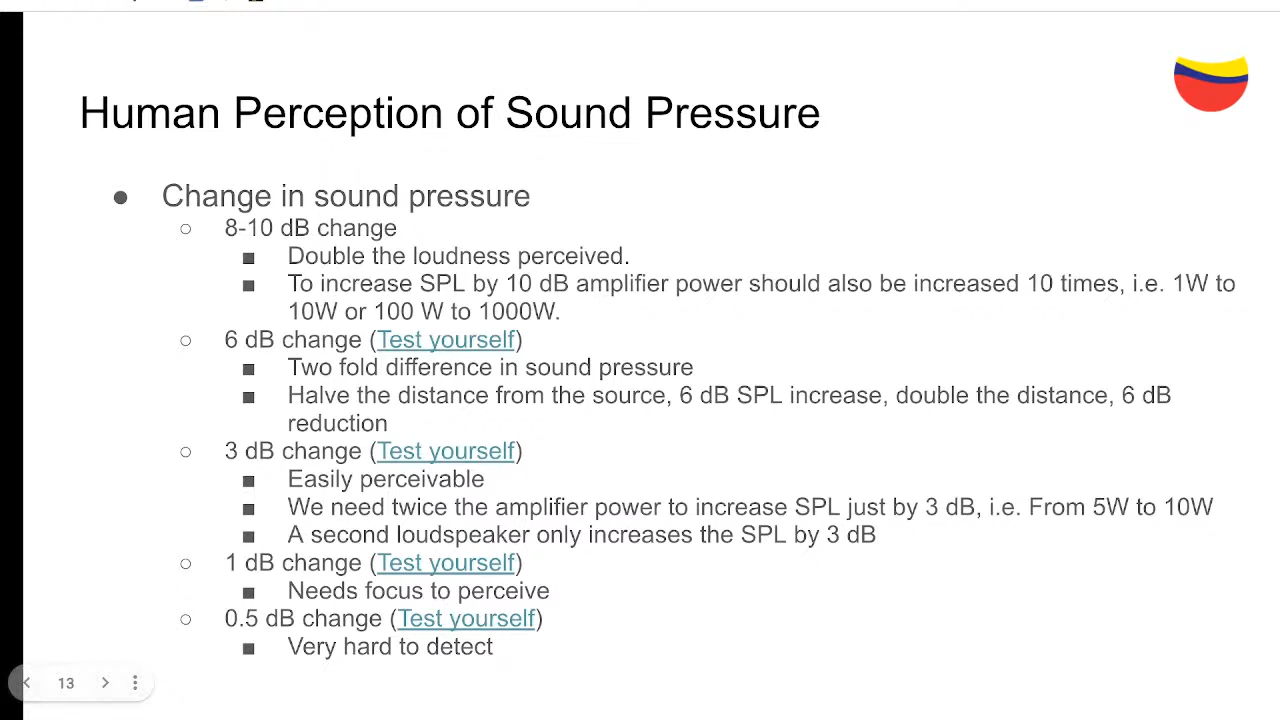 Human Perception of Sound Pressure
● Change in sound pressure
○ 8-10 dB change
■ Double the loudness perceived.
■ To increase SPL by 10 dB amplifier power should also be increased 10 times, i.e. 1W to
10W or 100 W to 1000W.
○ 6 dB change (Test yourself)
■ Two fold difference in sound pressure
■ Halve the distance from the source, 6 dB SPL increase, double the distance, 6 dB
reduction
○ 3 dB change (Test yourself)
■ Easily perceivable
■ We need twice the amplifier power to increase SPL just by 3 dB, i.e. From 5W to 10W
■ A second loudspeaker only increases the SPL by 3 dB
○ 1 dB change (Test yourself)
■ Needs focus to perceive
○ 0.5 dB change (Test yourself)
■ Very hard to detect
13